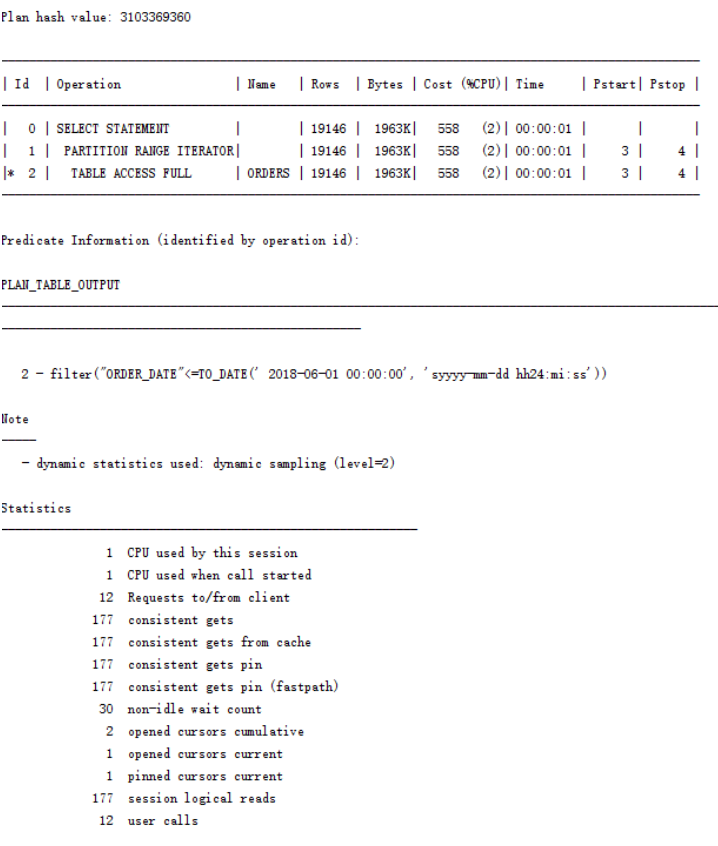 Plan hash value: 3103369360
| Id | Operation | Name | Rows | Bytes | Cost (%CPU)| Time | Pstart| Pstop |
| 0 | SELECT STATEMENT | | 19146 | 1963K| 558 (2)| 00:00:01 | | |
| 1 | PARTITION RANGE ITERATOR| | 19146 | 1963K| 558 (2)| 00:00:01 | 3 | 4 |
|* 2 | TABLE ACCESS FULL | ORDERS | 19146 | 1963K| 558 (2)| 00:00:01 | 3 | 4 |
Predicate Information (identified by operation id):
PLAN_TABLE_OUTPUT
2 - filter("ORDER_DATE"<=TO_DATE(' 2018-06-01 00:00:00', 'syyyy-mm-dd hh24:mi:ss'))
Note
-----
- dynamic statistics used: dynamic sampling (level=2)
Statistics
1 CPU used by this session
1 CPU used when call started
12 Requests to/from client
177 consistent gets
177 consistent gets from cache
177 consistent gets pin
177 consistent gets pin (fastpath)
30 non-idle wait count
2 opened cursors cumulative
1 opened cursors current
1 pinned cursors current
177 session logical reads
12 user calls